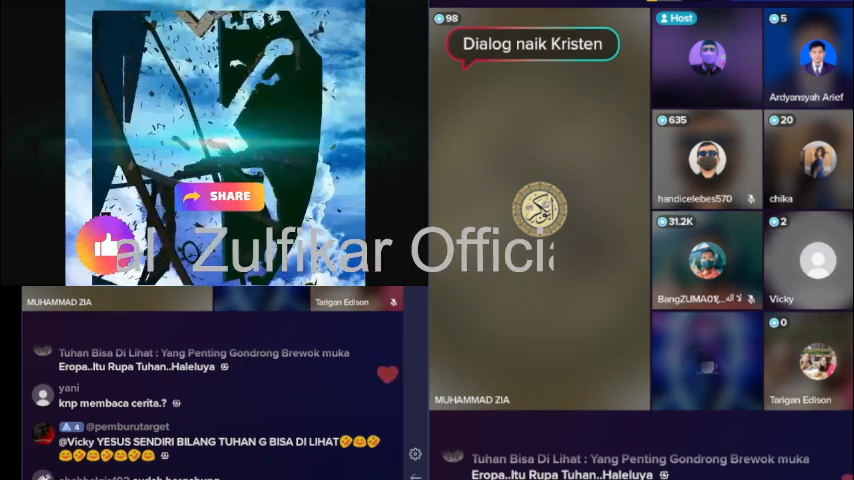 SHARE
al Zulfikar Officia
MUHAMMAD ZIA
Tarigan Edison
Tuhan Bisa Di Lihat : Yang Penting Gondrong Brewok muka
Eropa..Itu Rupa Tuhan..Haleluya
yani
knp membaca cerita.?
4 @pemburutarget
@Vicky YESUS SENDIRI BILANG TUHAN G BISA DI LIHAT
98
Dialog naik Kristen
MUHAMMAD ZIA
Host
5
Ardyansyah Arief
635
handicelebes570
20
chika
31.2K
BangZUMA01(
2
Vicky
0
Tarigan Edison
Tuhan Bisa Di Lihat : Yang Penting Gondrong Brewok muka
Eropa..Itu Rupa Tuhan..Haleluya